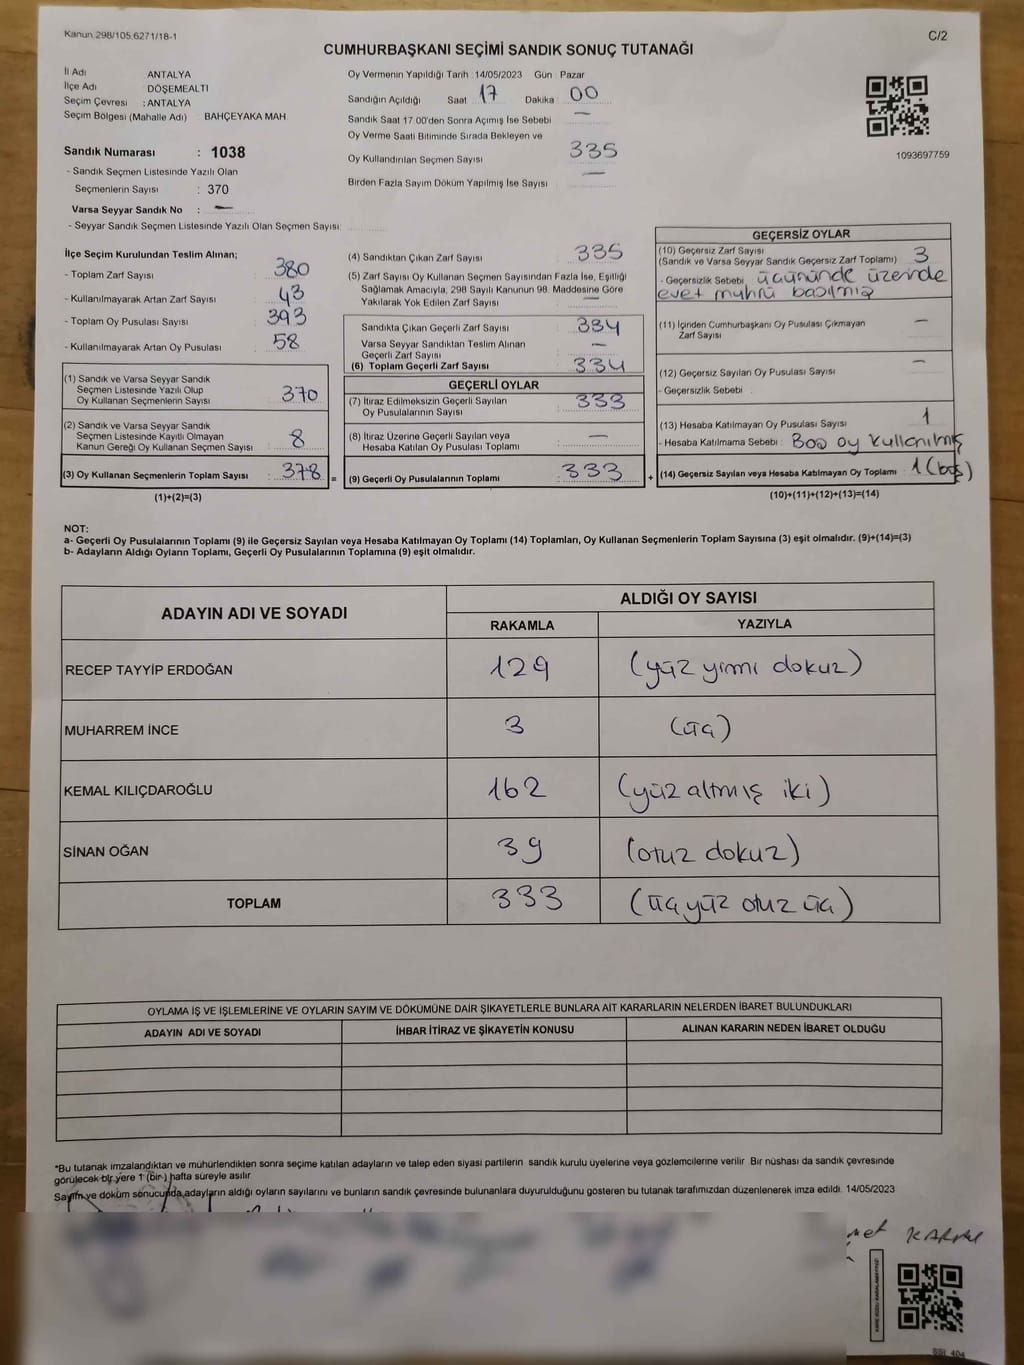 Kanun 298/105.6271/18-1
C/2
CUMHURBAŞKANI SEÇİMİ SANDIK SONUÇ TUTANAĞI
İl Adı ANTALYA
İlçe Adı DÖŞEMEALTI
Seçim Çevresi : ANTALYA
Seçim Bölgesi (Mahalle Adı) BAHÇEYAKA MAH
Sandık Numarası : 1038
- Sandık Seçmen Listesinde Yazılı Olan
Seçmenlerin Sayısı : 370
Varsa Seyyar Sandık No : —
- Seyyar Sandık Seçmen Listesinde Yazılı Olan Seçmen Sayısı
Oy Vermenin Yapıldığı Tarih 14/05/2023 Gün Pazar
Sandığın Açıldığı Saat 17 Dakika 00
Sandık Saat 17 00'den Sonra Açımış İse Sebebi —
Oy Verme Saati Bitiminde Sırada Bekleyen ve
Oy Kullandırılan Seçmen Sayısı 335
Birden Fazla Sayım Döküm Yapılmış İse Sayısı —
1093697759
İlçe Seçim Kurulundan Teslim Alınan;
- Toplam Zarf Sayısı 380
- Kullanılmayarak Artan Zarf Sayısı 43
- Toplam Oy Pusulası Sayısı 393
- Kullanılmayarak Artan Oy Pusulası 58
(1) Sandık ve Varsa Seyyar Sandık
Seçmen Listesinde Yazılı Olup
Oy Kullanan Seçmenlerin Sayısı 370
(2) Sandık ve Varsa Seyyar Sandık
Seçmen Listesinde Kayıtlı Olmayan
Kanun Gereği Oy Kullanan Seçmen Sayısı 8
(3) Oy Kullanan Seçmenlerin Toplam Sayısı 378 =
(1)+(2)=(3)
(4) Sandıktan Çıkan Zarf Sayısı 335
(5) Zarf Sayısı Oy Kullanan Seçmen Sayısından Fazla İse, Eşitliği
Sağlamak Amacıyla, 298 Sayılı Kanunun 98. Maddesine Göre
Yakılarak Yok Edilen Zarf Sayısı —
Sandıkta Çıkan Geçerli Zarf Sayısı 334
Varsa Seyyar Sandıktan Teslim Alınan
Geçerli Zarf Sayısı —
(6) Toplam Geçerli Zarf Sayısı 334
GEÇERLİ OYLAR
(7) İtiraz Edilmeksizin Geçerli Sayılan
Oy Pusulalarının Sayısı 333
(8) İtiraz Üzerine Geçerli Sayılan veya
Hesaba Katılan Oy Pusulası Toplamı —
(9) Geçerli Oy Pusulalarının Toplamı 333 +
GEÇERSİZ OYLAR
(10) Geçersiz Zarf Sayısı
(Sandık ve Varsa Seyyar Sandık Geçersiz Zarf Toplamı) 3
- Geçersizlik Sebebi üçününde üzerinde
evet muhrü basılmış
(11) İçinden Cumhurbaşkanı Oy Pusulası Çıkmayan
Zarf Sayısı —
(12) Geçersiz Sayılan Oy Pusulası Sayısı —
- Geçersizlik Sebebi
(13) Hesaba Katılmayan Oy Pusulası Sayısı 1
- Hesaba Katılmama Sebebi : Boş oy kullanılmış
(14) Geçersiz Sayılan veya Hesaba Katılmayan Oy Toplamı : 1 (boş)
(10)+(11)+(12)+(13)=(14)
NOT:
a- Geçerli Oy Pusulalarının Toplamı (9) ile Geçersiz Sayılan veya Hesaba Katılmayan Oy Toplamı (14) Toplamları, Oy Kullanan Seçmenlerin Toplam Sayısına (3) eşit olmalıdır. (9)+(14)=(3)
b- Adayların Aldığı Oyların Toplamı, Geçerli Oy Pusulalarının Toplamına (9) eşit olmalıdır.
ADAYIN ADI VE SOYADI ALDIĞI OY SAYISI
RAKAMLA YAZIYLA
RECEP TAYYİP ERDOĞAN 129 (yüz yirmi dokuz)
MUHARREM İNCE 3 (üç)
KEMAL KILIÇDAROĞLU 162 (yüz altmış iki)
SİNAN OĞAN 39 (otuz dokuz)
TOPLAM 333 (üçyüz otuz üç)
OYLAMA İŞ VE İŞLEMLERİNE VE OYLARIN SAYIM VE DÖKÜMÜNE DAİR ŞİKAYETLERLE BUNLARA AİT KARARLARIN NELERDEN İBARET BULUNDUKLARI
ADAYIN ADI VE SOYADI İHBAR İTİRAZ VE ŞİKAYETİN KONUSU ALINAN KARARIN NEDEN İBARET OLDUĞU
*Bu tutanak imzalandıktan ve mühürlendikten sonra seçime katılan adayların ve talep eden siyasi partilerin sandık kurulu üyelerine veya gözlemcilerine verilir Bir nüshası da sandık çevresinde
görülecek bir yere 1 (bir ) hafta süreyle asılır
Sayım ve döküm sonucunda adayların aldığı oyların sayılarını ve bunların sandık çevresinde bulunanlara duyurulduğunu gösteren bu tutanak tarafımızdan düzenlenerek imza edildi. 14/05/2023